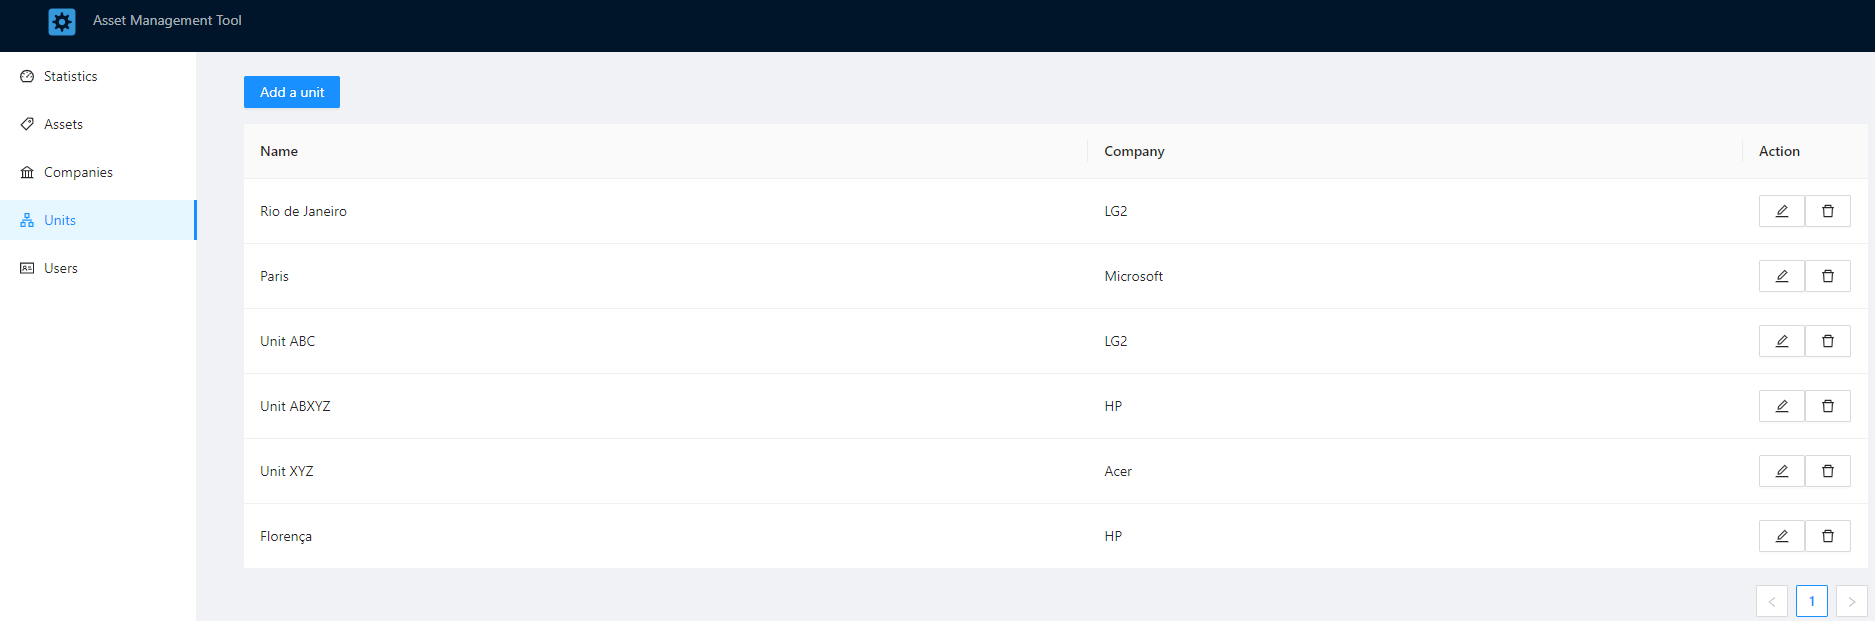 Asset Management Tool
Statistics
Assets
Companies
Units
Users
Add a unit
Name Company Action
Rio de Janeiro LG2
Paris Microsoft
Unit ABC LG2
Unit ABXYZ HP
Unit XYZ Acer
Florença HP
< 1 >